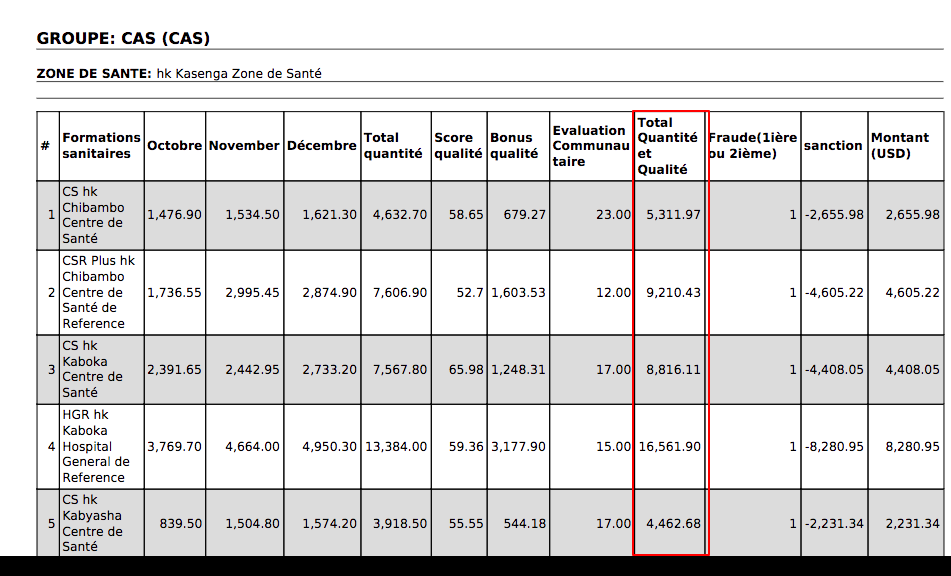 GROUPE: CAS (CAS)
ZONE DE SANTE: hk Kasenga Zone de Santé
# Formations sanitaires Octobre November Décembre Total quantité Score qualité Bonus qualité Evaluation Communau taire Total Quantité et Qualité Fraude(1ière ou 2ième) sanction Montant (USD)
1 CS hk Chibambo Centre de Santé 1,476.90 1,534.50 1,621.30 4,632.70 58.65 679.27 23.00 5,311.97 1 -2,655.98 2,655.98
2 CSR Plus hk Chibambo Centre de Santé de Reference 1,736.55 2,995.45 2,874.90 7,606.90 52.7 1,603.53 12.00 9,210.43 1 -4,605.22 4,605.22
3 CS hk Kaboka Centre de Santé 2,391.65 2,442.95 2,733.20 7,567.80 65.98 1,248.31 17.00 8,816.11 1 -4,408.05 4,408.05
4 HGR hk Kaboka Hospital General de Reference 3,769.70 4,664.00 4,950.30 13,384.00 59.36 3,177.90 15.00 16,561.90 1 -8,280.95 8,280.95
5 CS hk Kabyasha Centre de Santé 839.50 1,504.80 1,574.20 3,918.50 55.55 544.18 17.00 4,462.68 1 -2,231.34 2,231.34